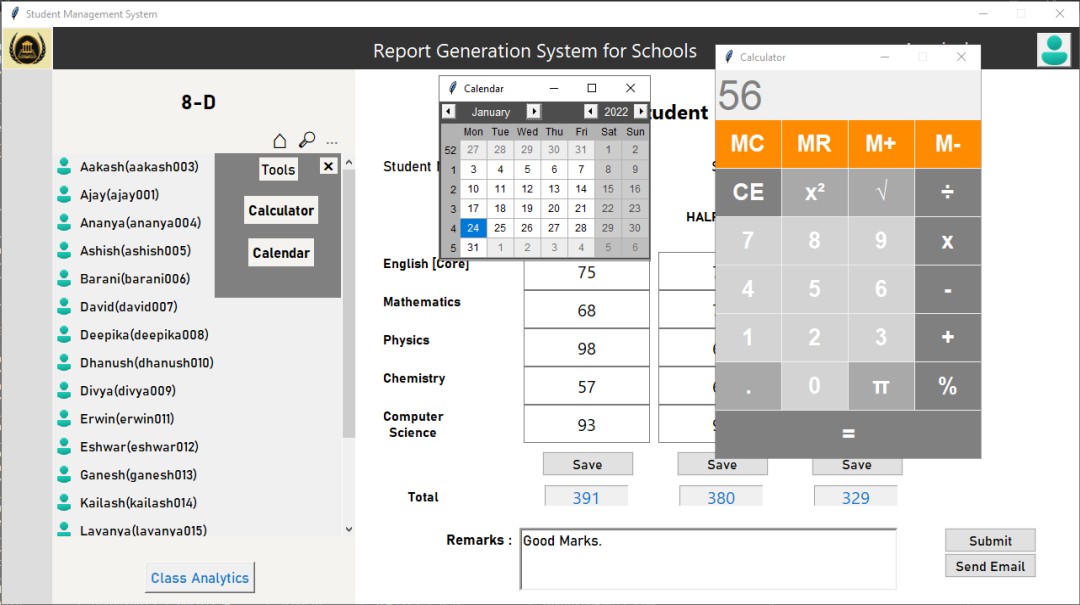 Student Management System
Report Generation System for Schools
8-D
Tools
Calculator
Calendar
Aakash(aakash003)
Ajay(ajay001)
Ananya(ananya004)
Ashish(ashish005)
Barani(barani006)
David(david007)
Deepika(deepika008)
Dhanush(dhanush010)
Divya(divya009)
Erwin(erwin011)
Eshwar(eshwar012)
Ganesh(ganesh013)
Kailash(kailash014)
Lavanya(lavanya015)
Class Analytics
Calendar
January 2022
Mon Tue Wed Thu Fri Sat Sun
52 27 28 29 30 31 1 2
1 3 4 5 6 7 8 9
2 10 11 12 13 14 15 16
3 17 18 19 20 21 22 23
4 24 25 26 27 28 29 30
5 31 1 2 3 4 5 6
Student
English [Core] 75
Mathematics 68
Physics 98
Chemistry 57
Computer Science 93
Save Save Save
Total 391 380 329
Remarks : Good Marks.
Submit
Send Email
Calculator
56
MC MR M+ M-
CE x² √ ÷
7 8 9 x
4 5 6 -
1 2 3 +
. 0 π %
=